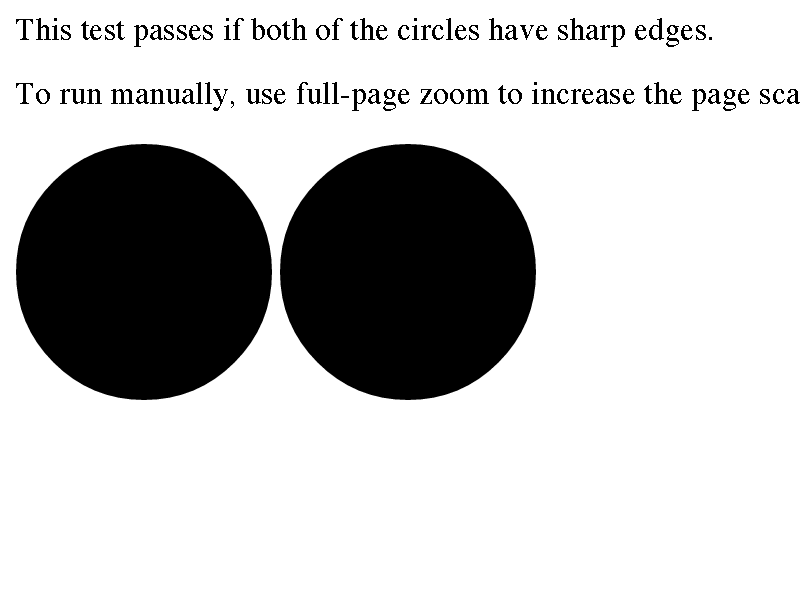 This test passes if both of the circles have sharp edges.
To run manually, use full-page zoom to increase the page sca